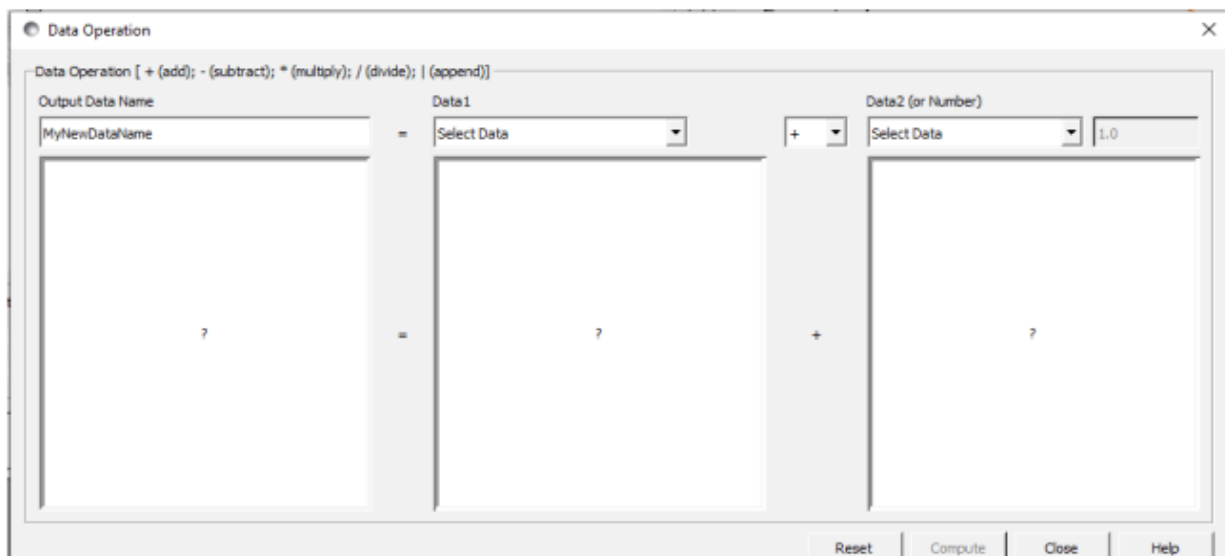 Data Operation
Data Operation [ + (add); - (subtract); * (multiply); / (divide); | (append)]
Output Data Name Data1 Data2 (or Number)
MyNewDataName = Select Data + Select Data 1.0
? = ? + ?
Reset Compute Close Help